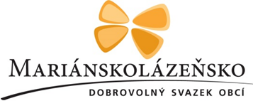 MARIÁNSKOLÁZEŇSKO
DOBROVOLNÝ SVAZEK OBCÍ